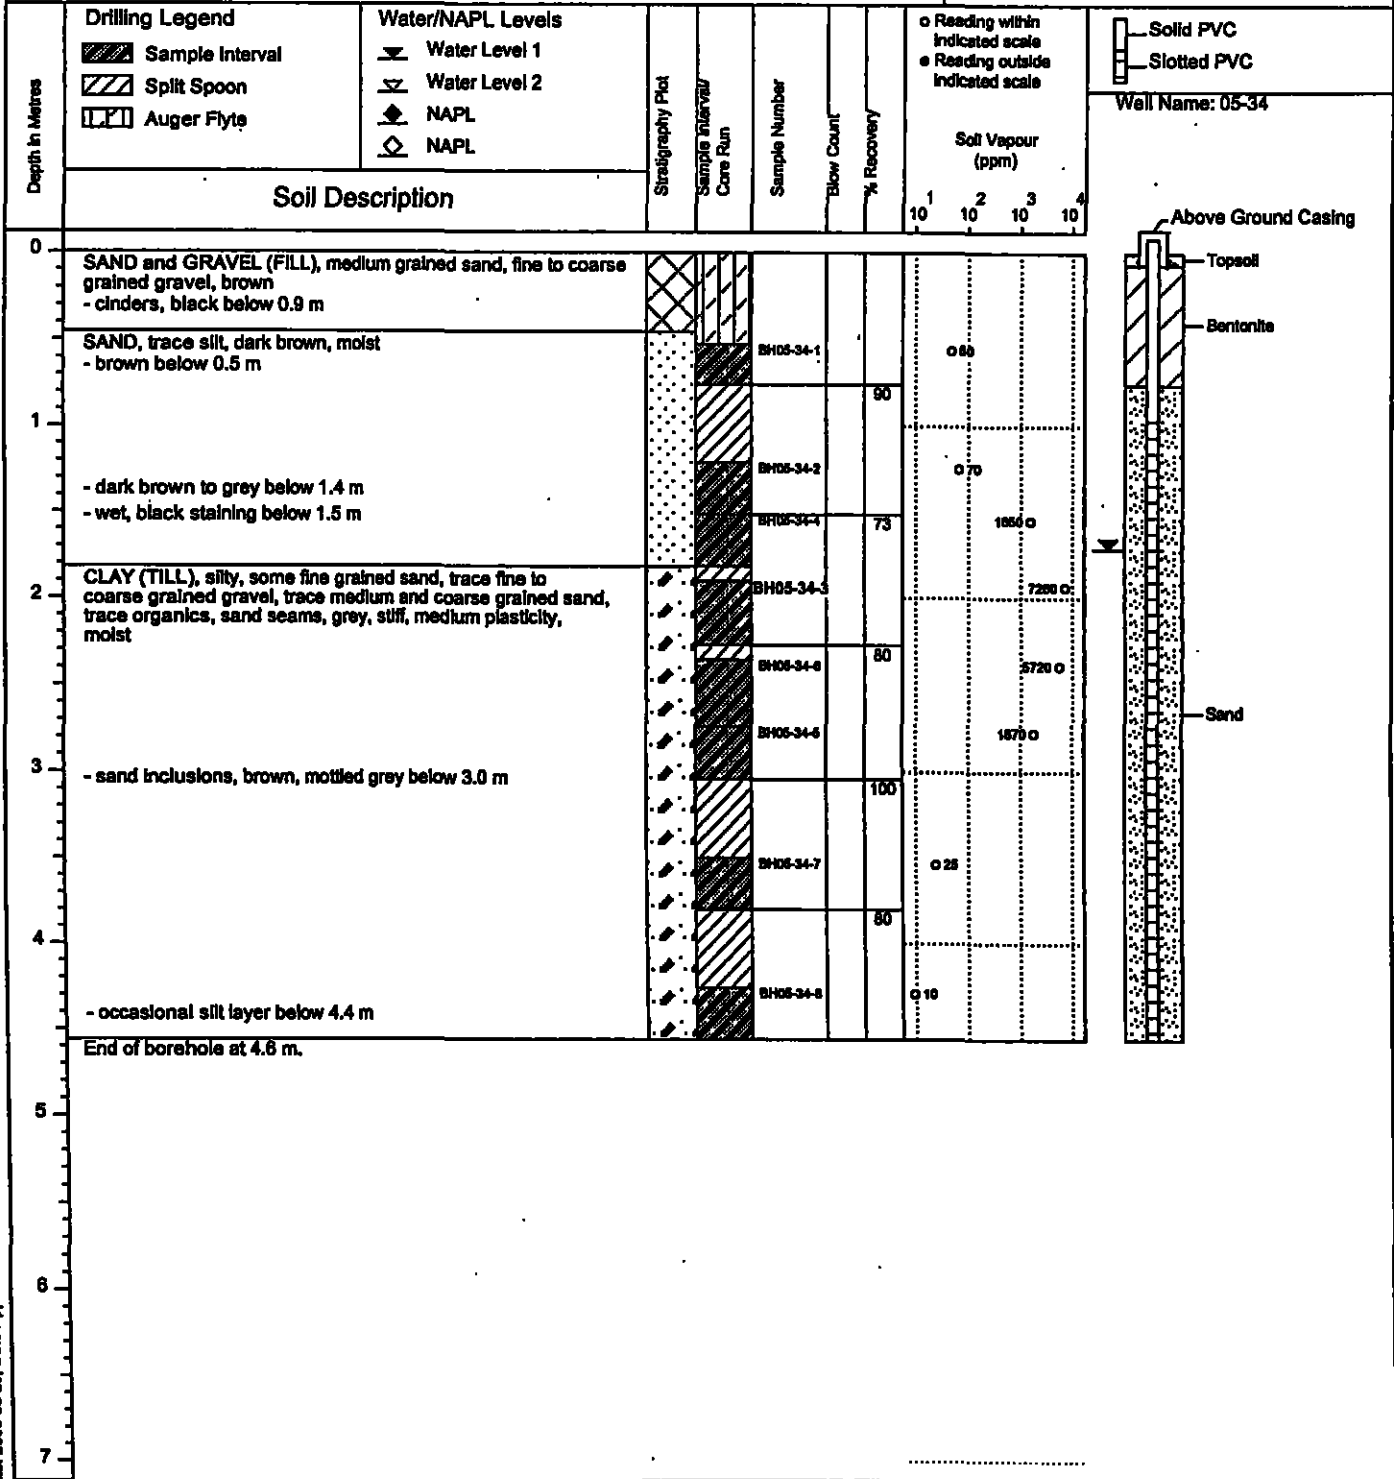 Drilling Legend
Sample Interval
Split Spoon
Auger Flyte
Water/NAPL Levels
Water Level 1
Water Level 2
NAPL
NAPL
Depth in Metres
Soil Description
Stratigraphy Plot
Sample Interval/
Core Run
Sample Number
Blow Count
% Recovery
Reading within
indicated scale
Reading outside
indicated scale
Soil Vapour
(ppm)
10^1 10^2 10^3 10^4
Solid PVC
Slotted PVC
Well Name: 05-34
Above Ground Casing
Topsoil
Bentonite
Sand
0
SAND and GRAVEL (FILL), medium grained sand, fine to coarse
grained gravel, brown
- cinders, black below 0.9 m
SAND, trace silt, dark brown, moist
- brown below 0.5 m
BH05-34-1
90
1
BH05-34-2
70
- dark brown to grey below 1.4 m
- wet, black staining below 1.5 m
BH05-34-4
73
CLAY (TILL), silty, some fine grained sand, trace fine to
coarse grained gravel, trace medium and coarse grained sand,
trace organics, sand seams, grey, stiff, medium plasticity,
moist
2
BH05-34-3
7260
80
BH05-34-6
5720
BH05-34-5
1570
3
- sand inclusions, brown, mottled grey below 3.0 m
100
BH05-34-7
25
80
4
BH05-34-8
10
- occasional silt layer below 4.4 m
End of borehole at 4.6 m.
5
6
7